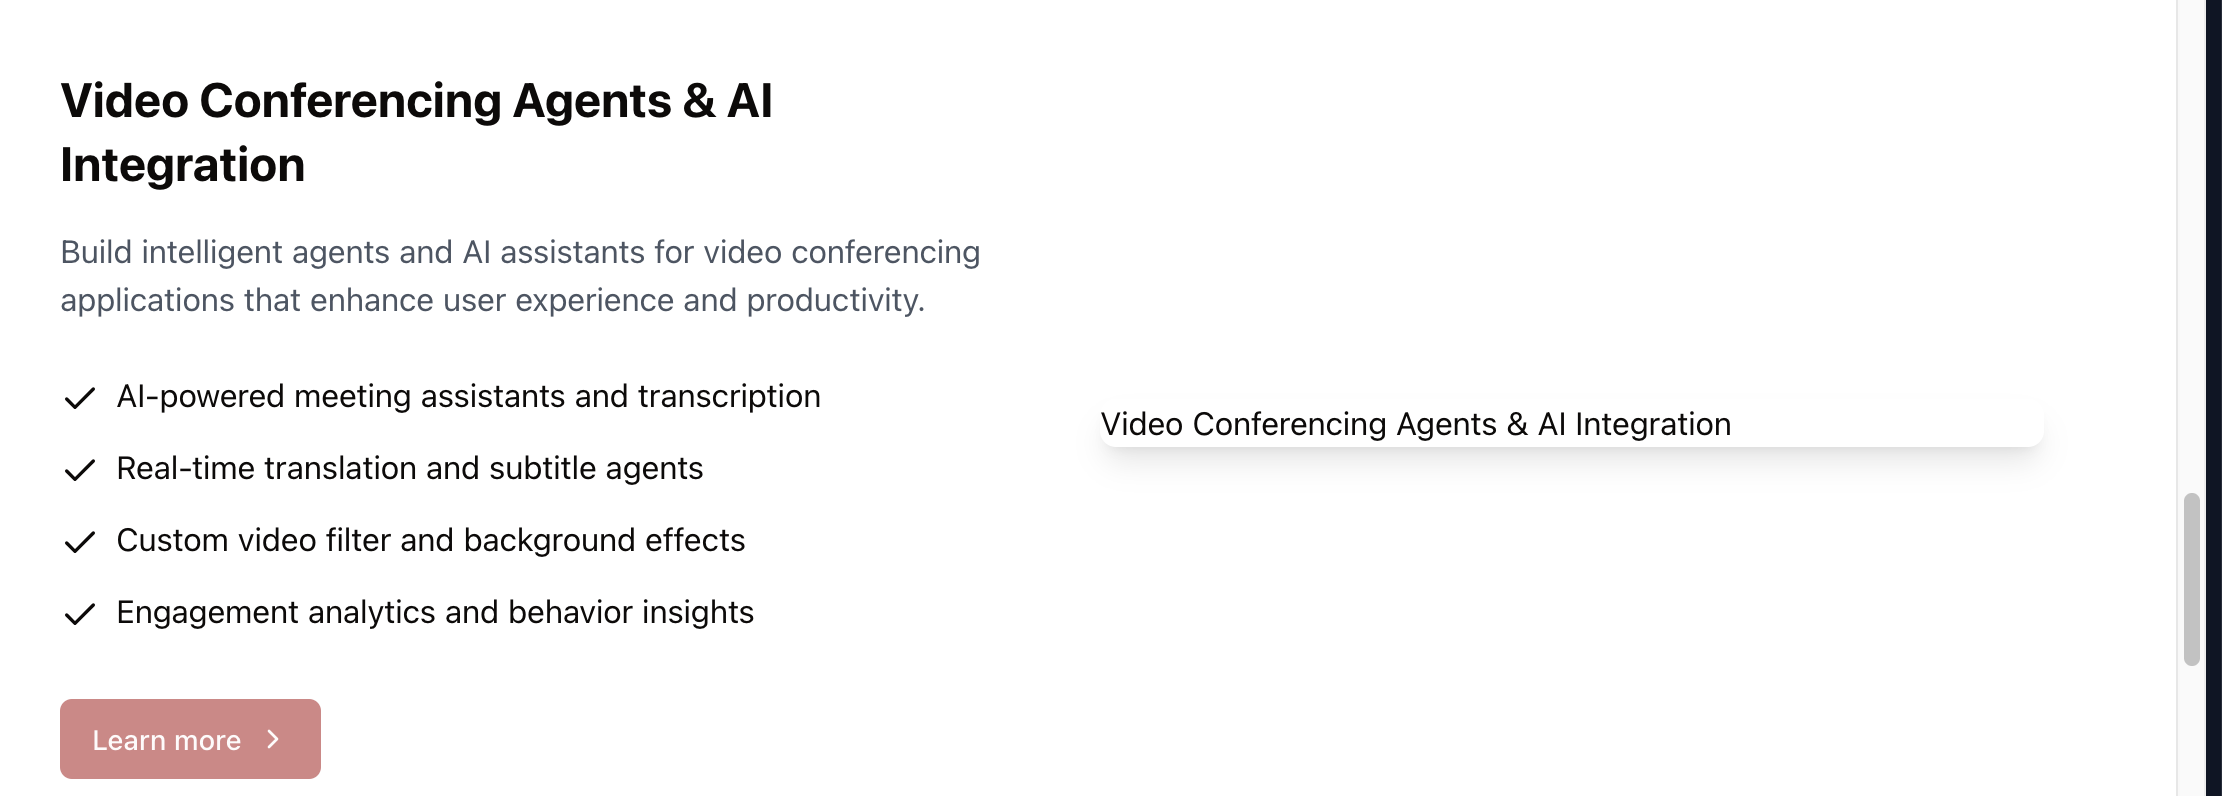 Video Conferencing Agents & AI
Integration
Build intelligent agents and AI assistants for video conferencing
applications that enhance user experience and productivity.
AI-powered meeting assistants and transcription
Real-time translation and subtitle agents
Custom video filter and background effects
Engagement analytics and behavior insights
Learn more
Video Conferencing Agents & AI Integration